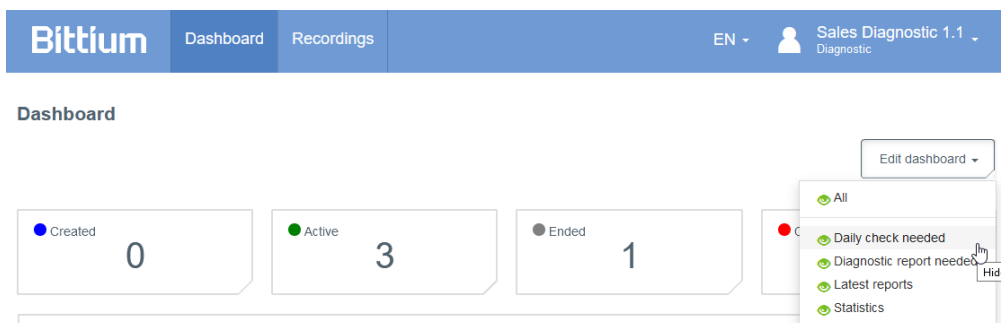 Bittium Dashboard Recordings EN Sales Diagnostic 1.1
Diagnostic
Dashboard
Edit dashboard
All
Created
0
Active
3
Ended
1
Daily check needed
Diagnostic report needed
Latest reports
Statistics